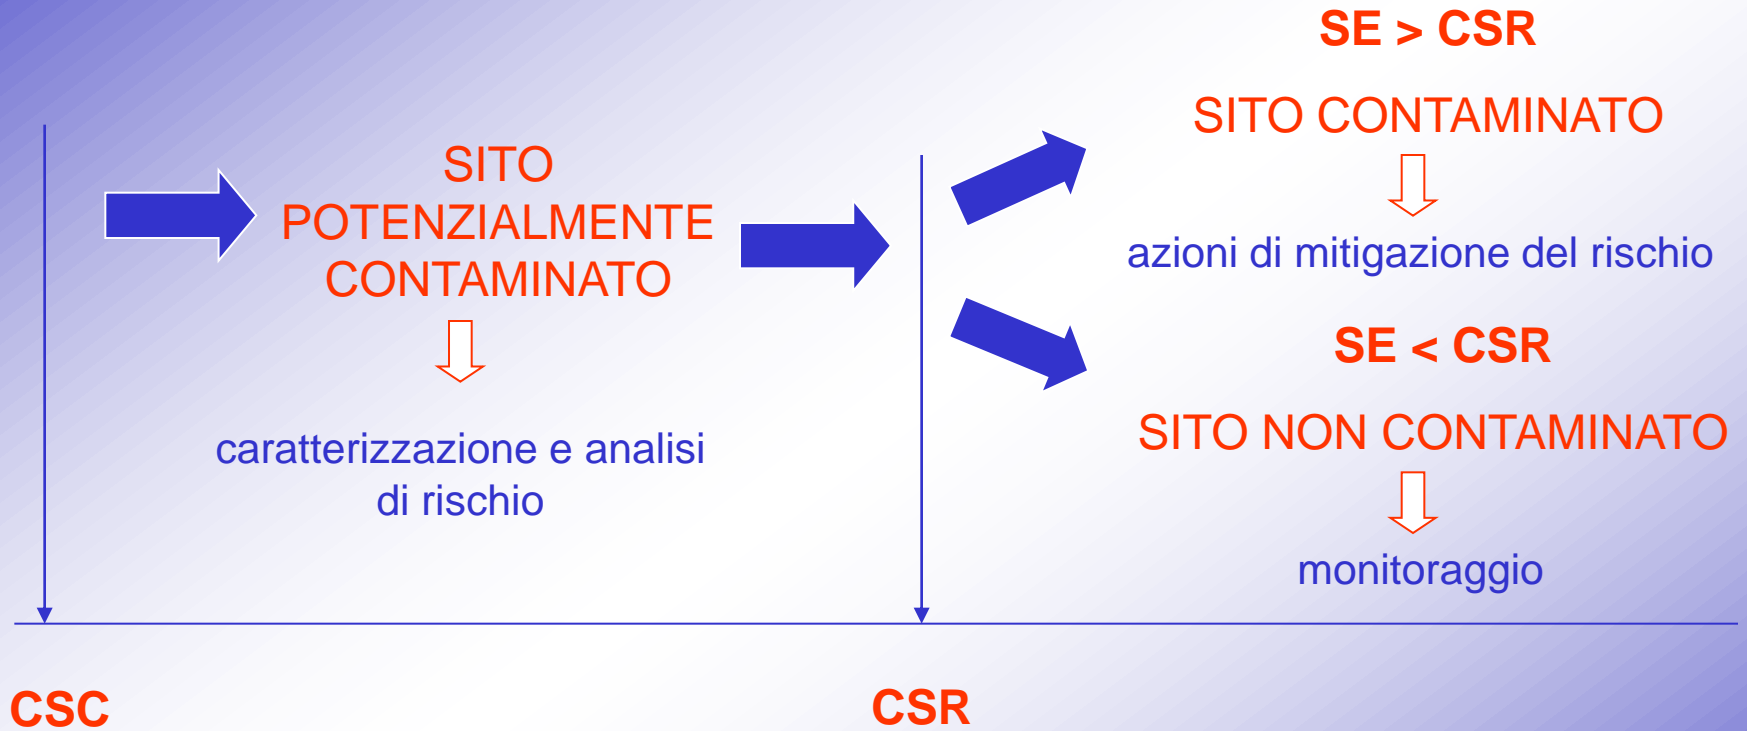 SITO
POTENZIALMENTE
CONTAMINATO
caratterizzazione e analisi
di rischio
SE > CSR
SITO CONTAMINATO
azioni di mitigazione del rischio
SE < CSR
SITO NON CONTAMINATO
monitoraggio
CSC
CSR